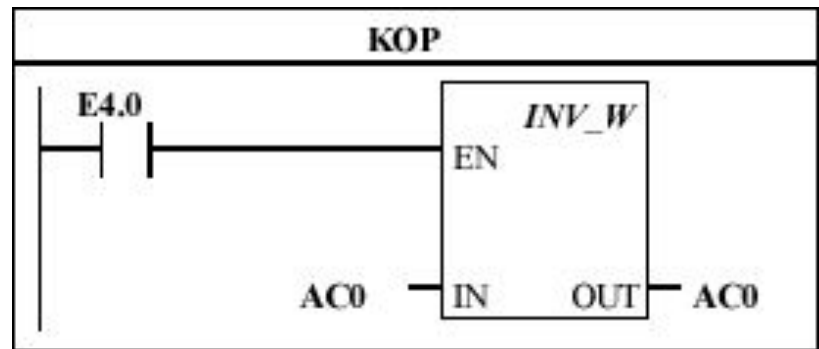 KOP
E4.0
INV_W
EN
AC0 IN OUT AC0